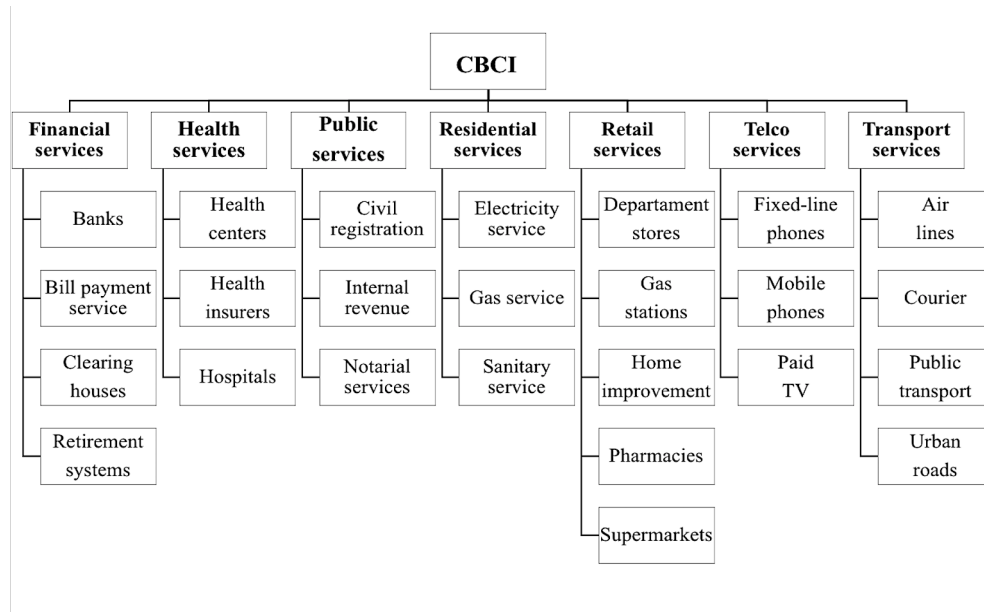 CBCI
Financial
services
Health
services
Public
services
Residential
services
Retail
services
Telco
services
Transport
services
Banks
Bill payment
service
Clearing
houses
Retirement
systems
Health
centers
Health
insurers
Hospitals
Civil
registration
Internal
revenue
Notarial
services
Electricity
service
Gas service
Sanitary
service
Departament
stores
Gas
stations
Home
improvement
Pharmacies
Supermarkets
Fixed-line
phones
Mobile
phones
Paid
TV
Air
lines
Courier
Public
transport
Urban
roads